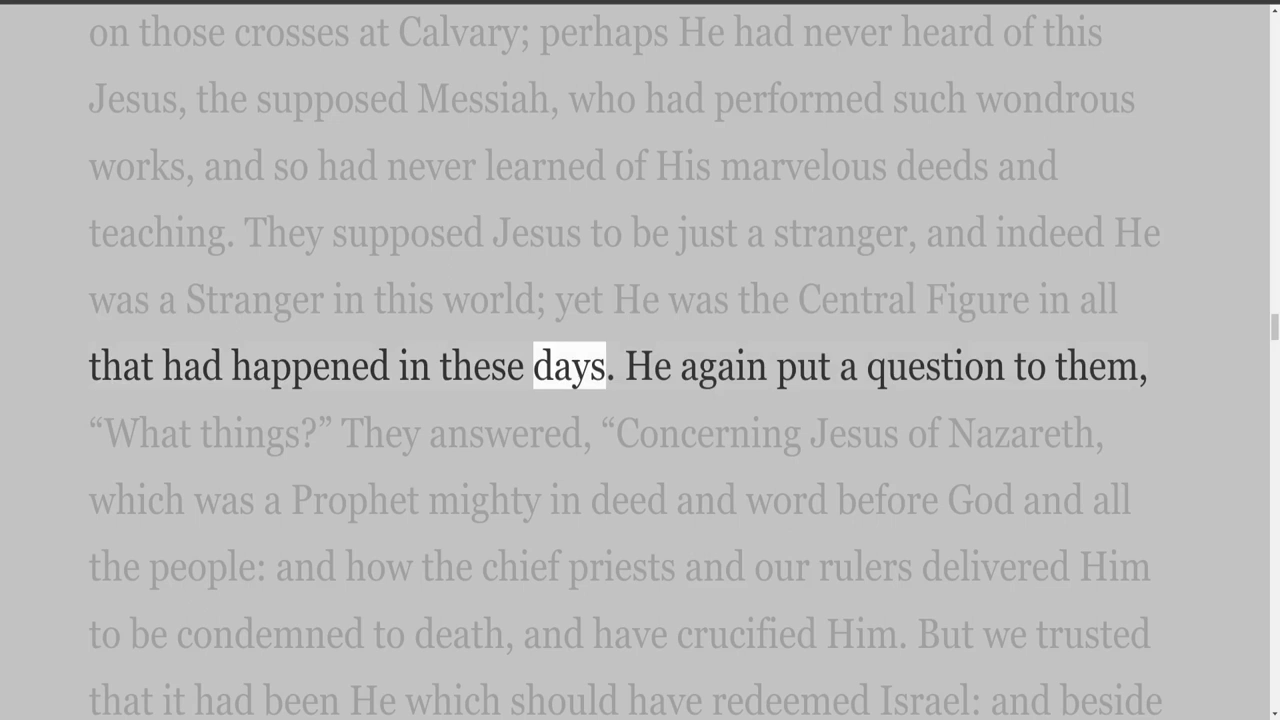 on those crosses at Calvary; perhaps He had never heard of this
Jesus, the supposed Messiah, who had performed such wondrous
works, and so had never learned of His marvelous deeds and
teaching. They supposed Jesus to be just a stranger, and indeed He
was a Stranger in this world; yet He was the Central Figure in all
that had happened in these days. He again put a question to them,
“What things?” They answered, “Concerning Jesus of Nazareth,
which was a Prophet mighty in deed and word before God and all
the people: and how the chief priests and our rulers delivered Him
to be condemned to death, and have crucified Him. But we trusted
that it had been He which should have redeemed Israel: and beside